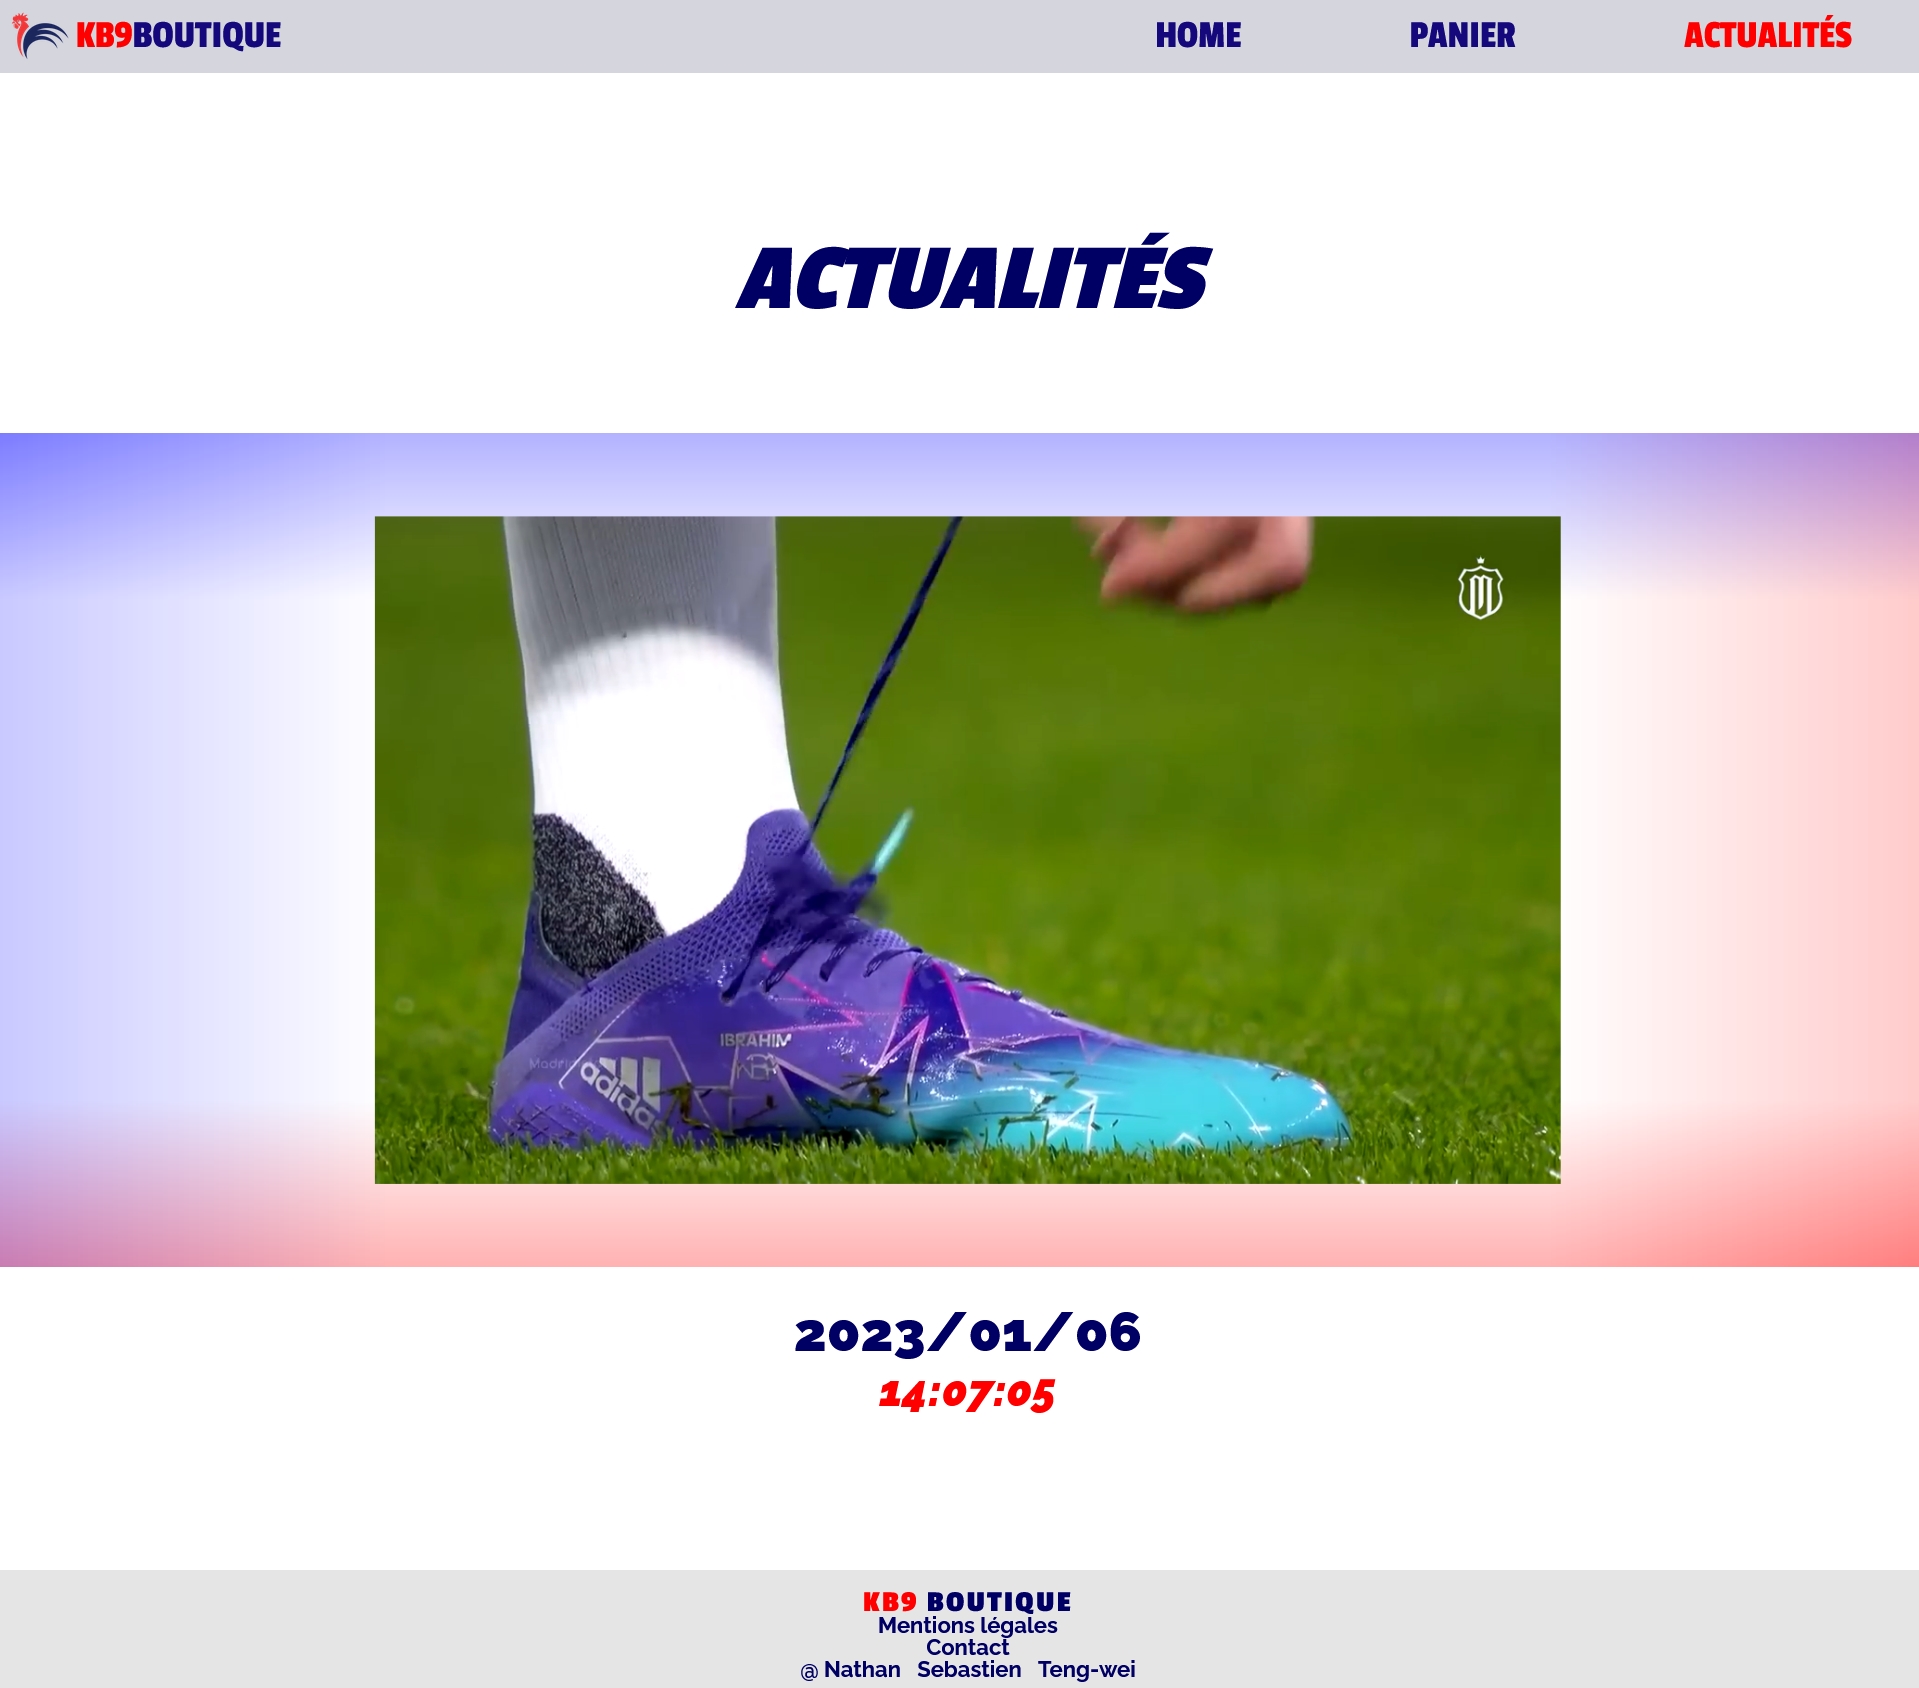 KB9BOUTIQUE
HOME PANIER ACTUALITÉS
ACTUALITÉS
IBRAHIM
Madrid
adidas
2023/01/06
14:07:05
KB9 BOUTIQUE
Mentions légales
Contact
@ Nathan Sebastien Teng-wei